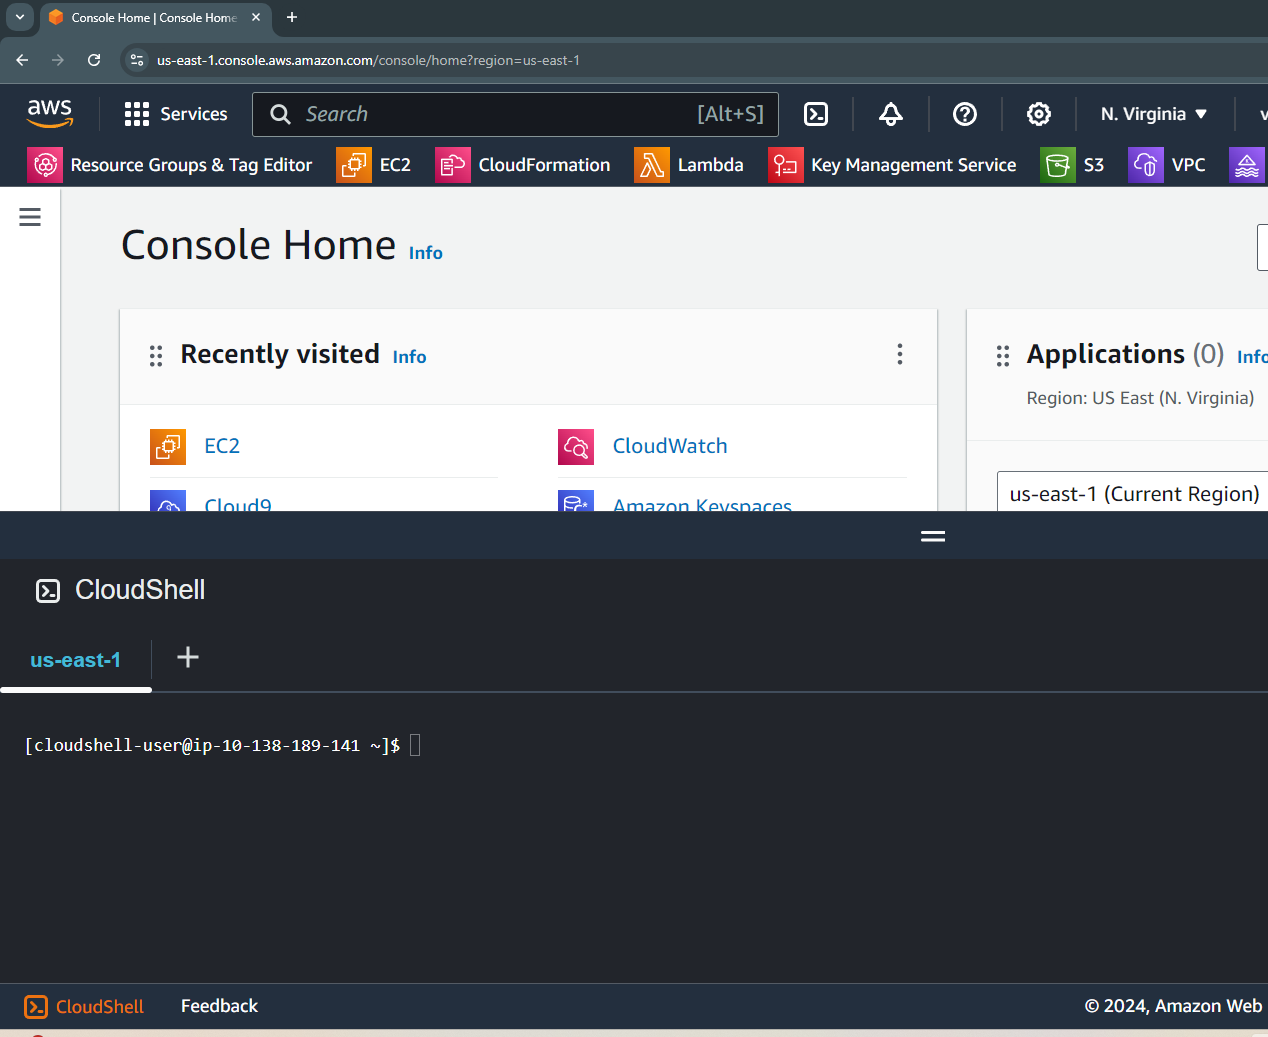 Console Home | Console Home
us-east-1.console.aws.amazon.com/console/home?region=us-east-1
aws Services Search [Alt+S] N. Virginia
Resource Groups & Tag Editor EC2 CloudFormation Lambda Key Management Service S3 VPC
Console Home Info
Recently visited Info
Applications (0) Info
Region: US East (N. Virginia)
EC2 CloudWatch
us-east-1 (Current Region)
Cloud9 Amazon Keyspaces
CloudShell
us-east-1
[cloudshell-user@ip-10-138-189-141 ~]$
CloudShell Feedback © 2024, Amazon Web